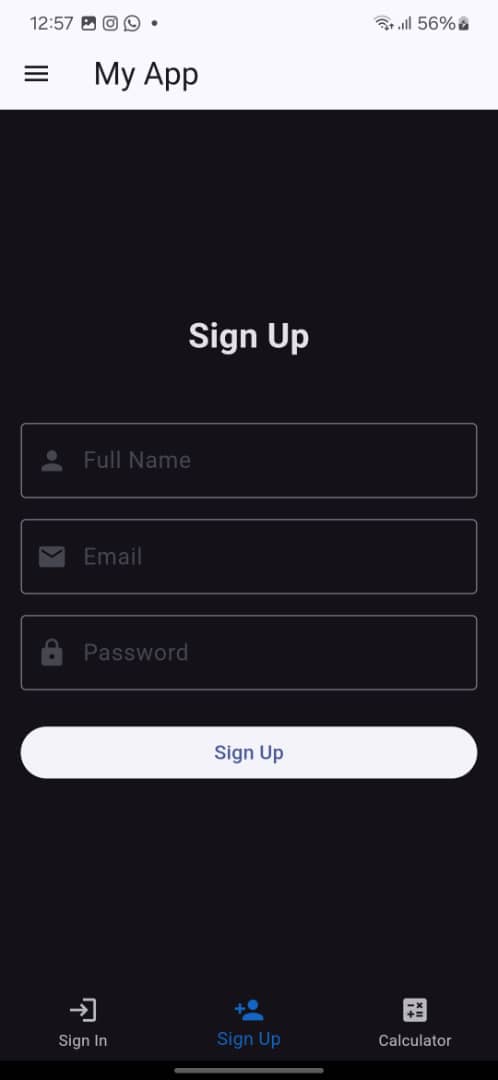 12:57
56%
My App
Sign Up
Full Name
Email
Password
Sign Up
Sign In
Sign Up
Calculator